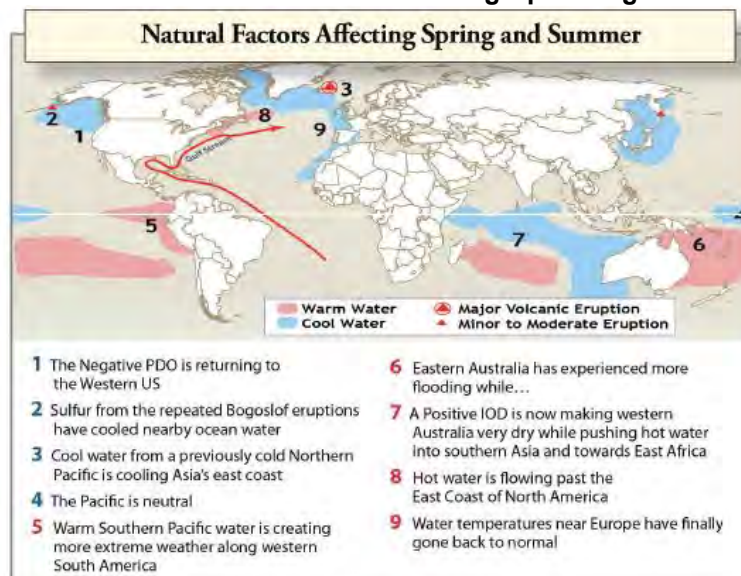 Natural Factors Affecting Spring and Summer
3
2
8
1
9
Gulf Stream
5
7
6
Warm Water
Cool Water
Major Volcanic Eruption
Minor to Moderate Eruption
1 The Negative PDO is returning to
the Western US
2 Sulfur from the repeated Bogoslof eruptions
have cooled nearby ocean water
3 Cool water from a previously cold Northern
Pacific is cooling Asia's east coast
4 The Pacific is neutral
5 Warm Southern Pacific water is creating
more extreme weather along western
South America
6 Eastern Australia has experienced more
flooding while...
7 A Positive IOD is now making western
Australia very dry while pushing hot water
into southern Asia and towards East Africa
8 Hot water is flowing past the
East Coast of North America
9 Water temperatures near Europe have finally
gone back to normal